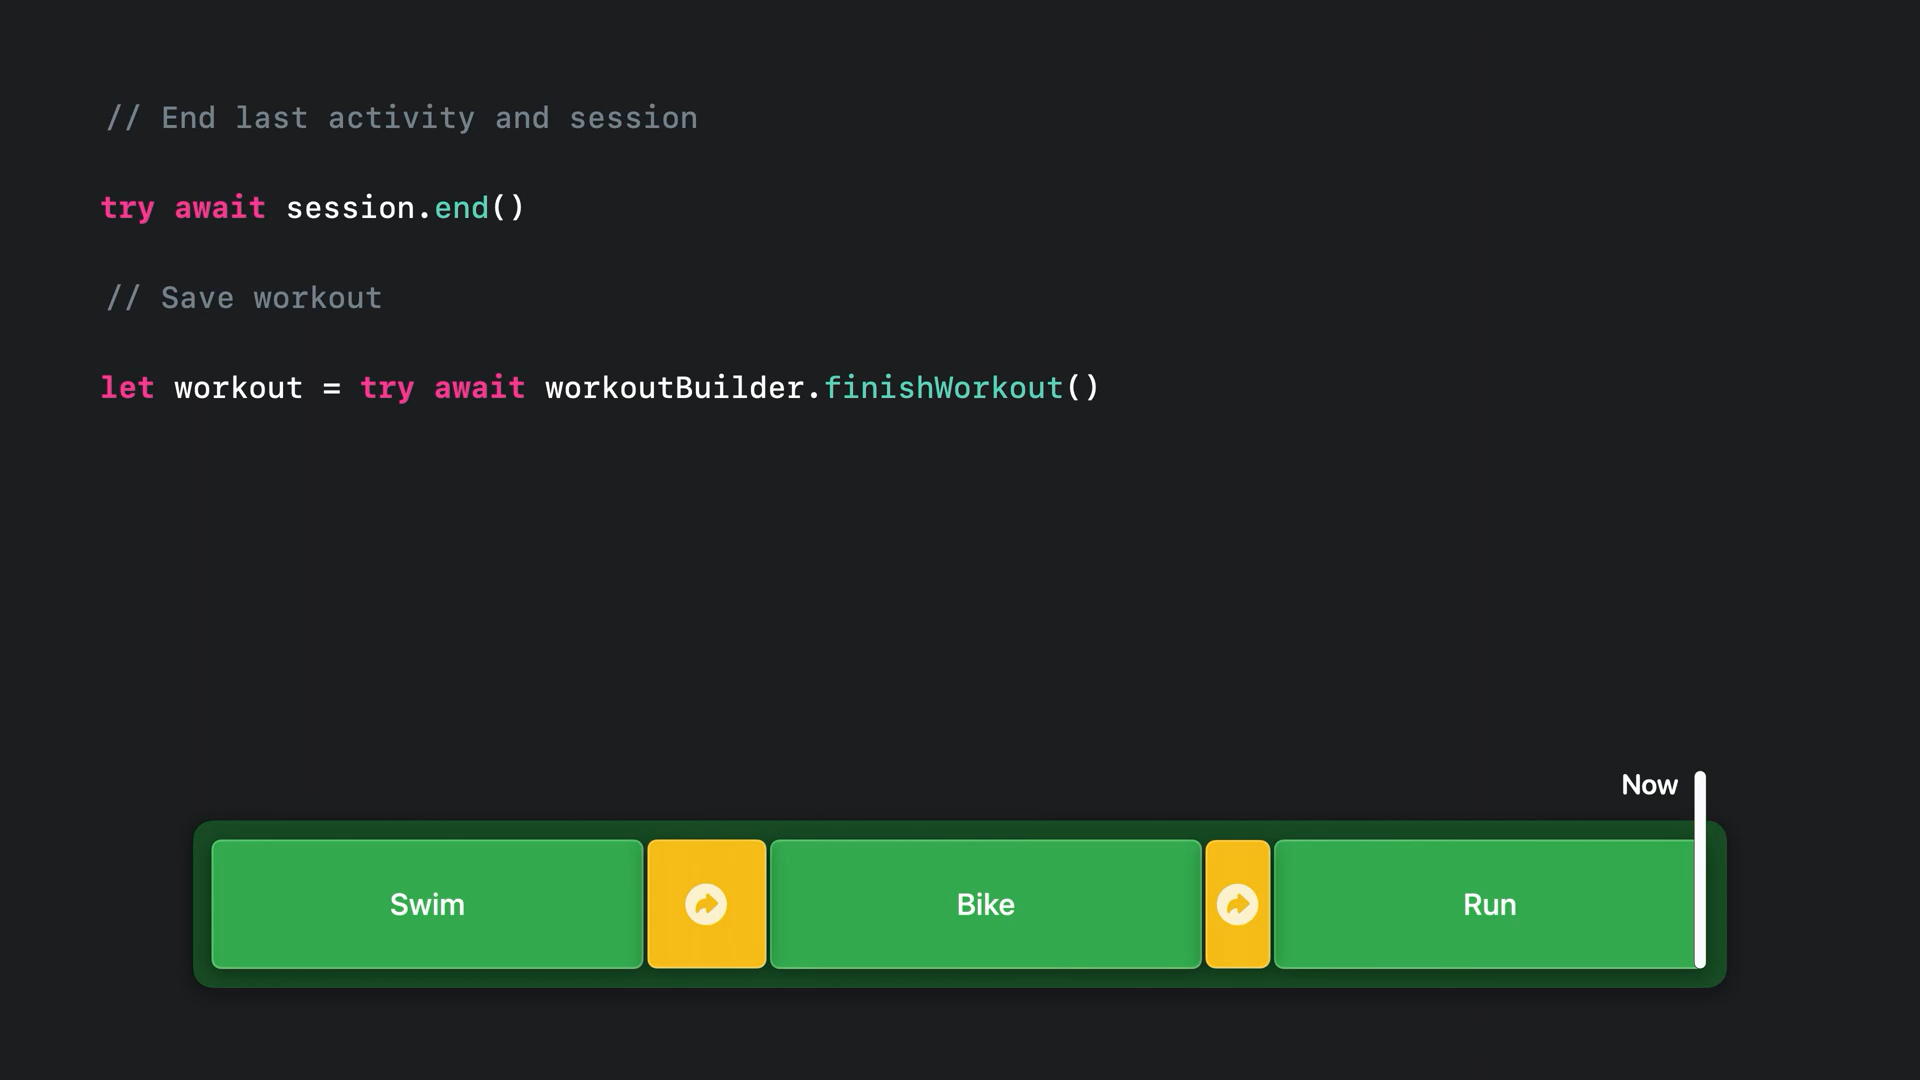 // End last activity and session
try await session.end()
// Save workout
let workout = try await workoutBuilder.finishWorkout()
Now
Swim
Bike
Run